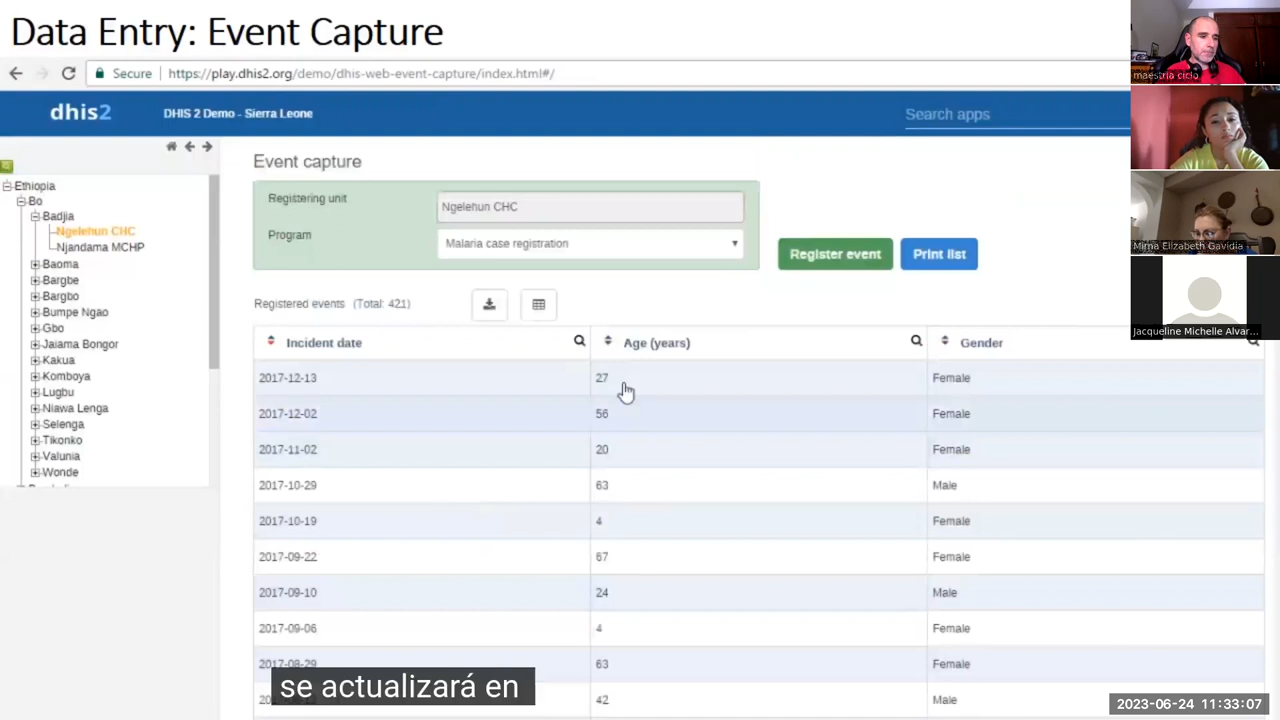 Data Entry: Event Capture
Secure
https://play.dhis2.org/demo/dhis-web-event-capture/index.html#/
dhis2
DHIS 2 Demo - Sierra Leone
Search apps
Ethiopia
Bo
Badjia
Ngelehun CHC
Njandama MCHP
Baoma
Bargbe
Bargbo
Bumpe Ngao
Gbo
Jaiama Bongor
Kakua
Komboya
Lugbu
Niawa Lenga
Selenga
Tikonko
Valunia
Wonde
Event capture
Registering unit
Ngelehun CHC
Program
Malaria case registration
Register event
Print list
Registered events (Total: 421)
Incident date Age (years) Gender
2017-12-13 27 Female
2017-12-02 56 Female
2017-11-02 20 Female
2017-10-29 63 Male
2017-10-19 4 Female
2017-09-22 67 Female
2017-09-10 24 Male
2017-09-06 4 Female
2017-08-29 63 Female
42 Male
se actualizará en
maestria ciclo
Mirna Elizabeth Gavidia
Jacqueline Michelle Alvar...
2023-06-24 11:33:07